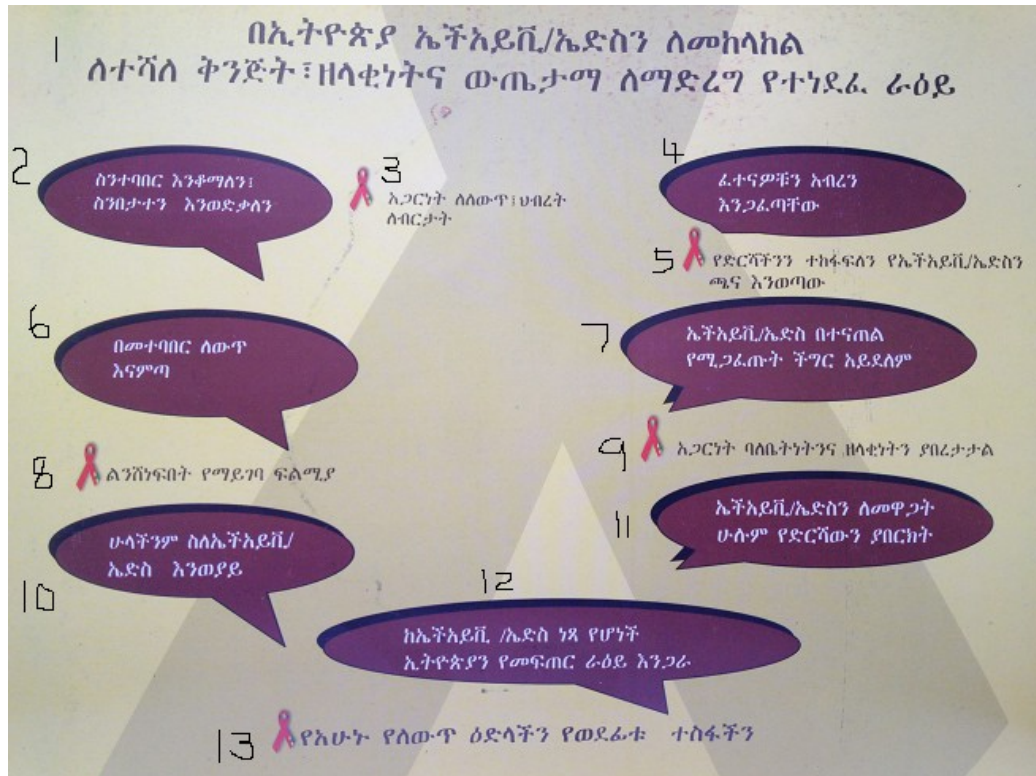 1
በኢትዮጵያ ኤችአይቪ/ኤድስን ለመከላከል
ለተሻለ ቅንጅት፣ዘላቂነትና ውጤታማ ለማድረግ የተነደፈ ራዕይ
2
ስንተባበር እንቆማለን፤
ስንበታተን እንወድቃለን
3
አጋርነት ለለውጥ፤ህብረት
ለብርታት
4
ፈተናዎቹን አብረን
እንጋፈጣቸው
5
የድርሻችንን ተከፋፍለን የኤችአይቪ/ኤድስን
ጫና እንወጣው
6
በመተባበር ለውጥ
እናምጣ
7
ኤችአይቪ/ኤድስ በተናጠል
የሚጋፈጡት ችግር አይደለም
8
ልንሸነፍበት የማይገባ ፍልሚያ
9
አጋርነት ባለቤትነትንና ዘላቂነትን ያበረታታል
10
ሁላችንም ስለኤችአይቪ/
ኤድስ እንወያይ
11
ኤችአይቪ/ኤድስን ለመዋጋት
ሁሉም የድርሻውን ያበርክት
12
ከኤችአይቪ /ኤድስ ነጻ የሆነች
ኢትዮጵያን የመፍጠር ራዕይ እንጋራ
13
የአሁኑ የለውጥ ዕድላችን የወደፊቱ ተስፋችን